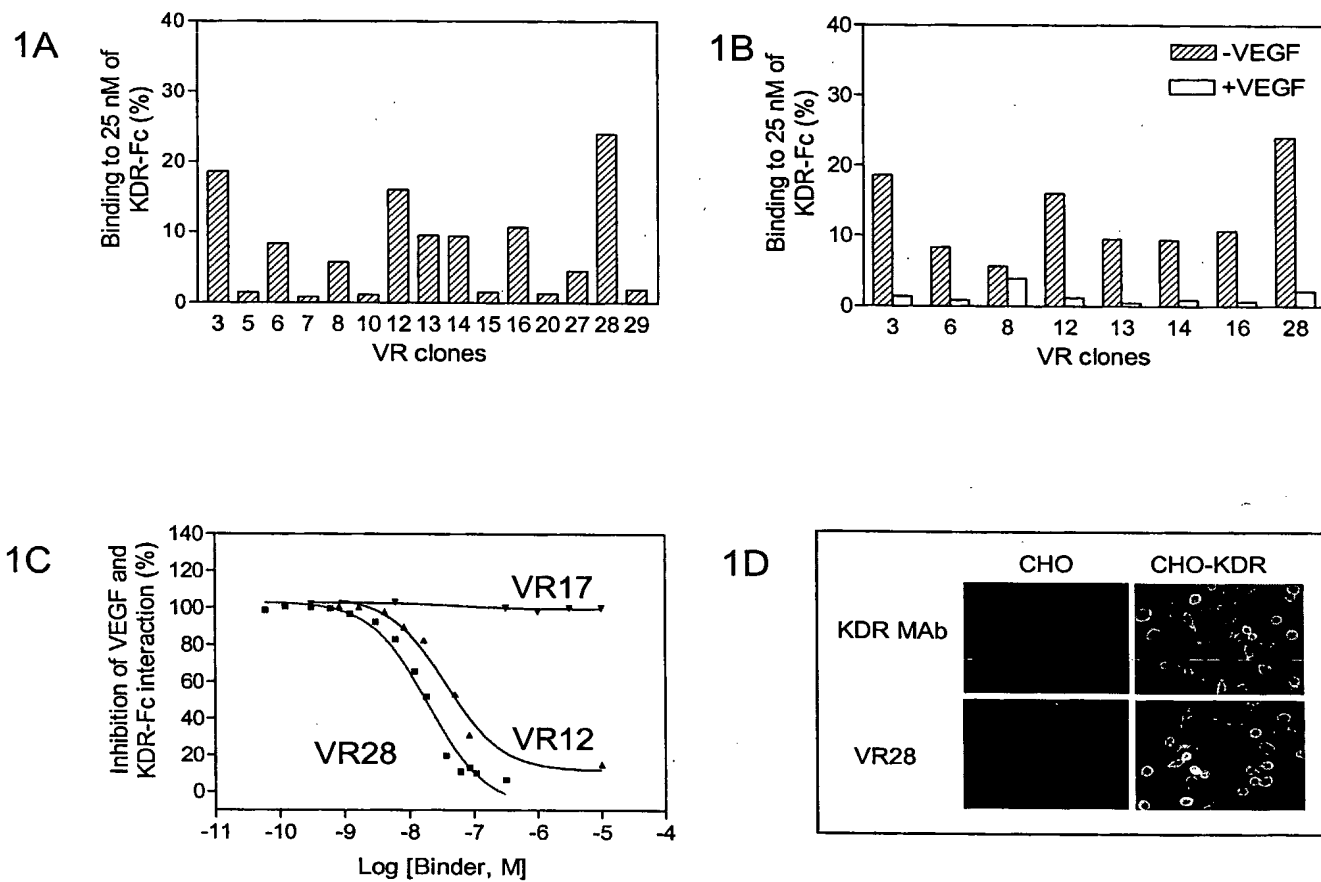 1A
Binding to 25 nM of
KDR-Fc (%)
40
30
20
10
0
3 5 6 7 8 10 12 13 14 15 16 20 27 28 29
VR clones
1B
Binding to 25 nM of
KDR-Fc (%)
40
30
20
10
0
-VEGF
+VEGF
3 6 8 12 13 14 16 28
VR clones
1C
Inhibition of VEGF and
KDR-Fc interaction (%)
140
120
100
80
60
40
20
0
VR17
VR12
VR28
-11 -10 -9 -8 -7 -6 -5 -4
Log [Binder, M]
1D
CHO CHO-KDR
KDR MAb
VR28